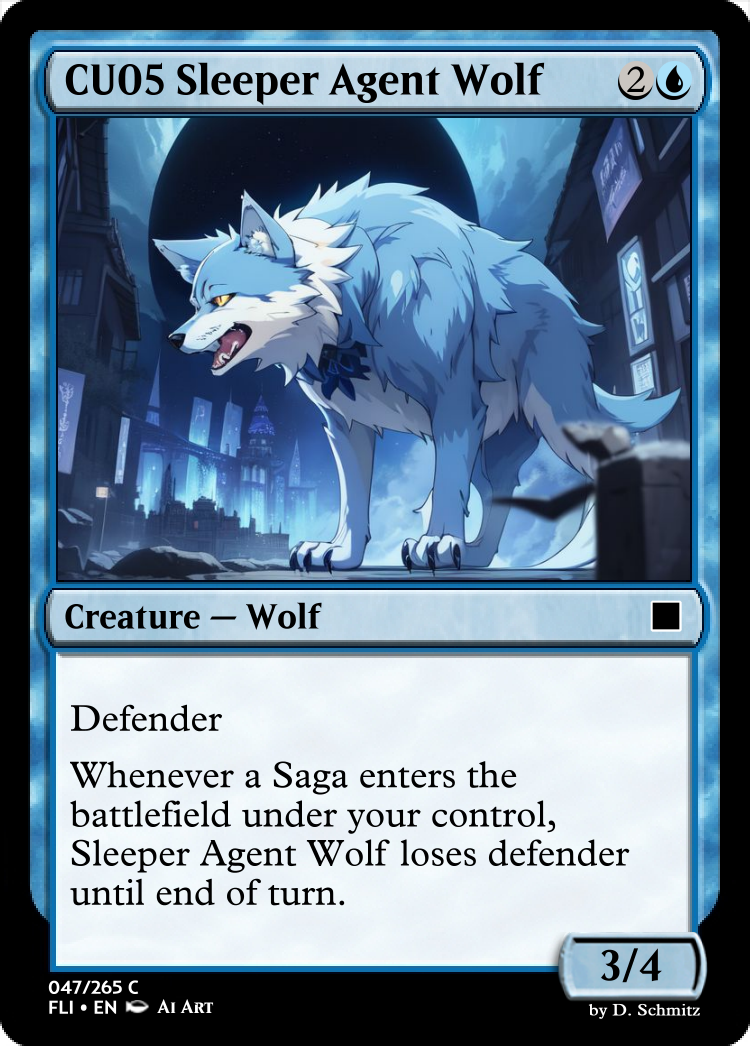 CU05 Sleeper Agent Wolf 2
Creature — Wolf
Defender
Whenever a Saga enters the
battlefield under your control,
Sleeper Agent Wolf loses defender
until end of turn.
3/4
047/265 C
FLI • EN AI ART
by D. Schmitz